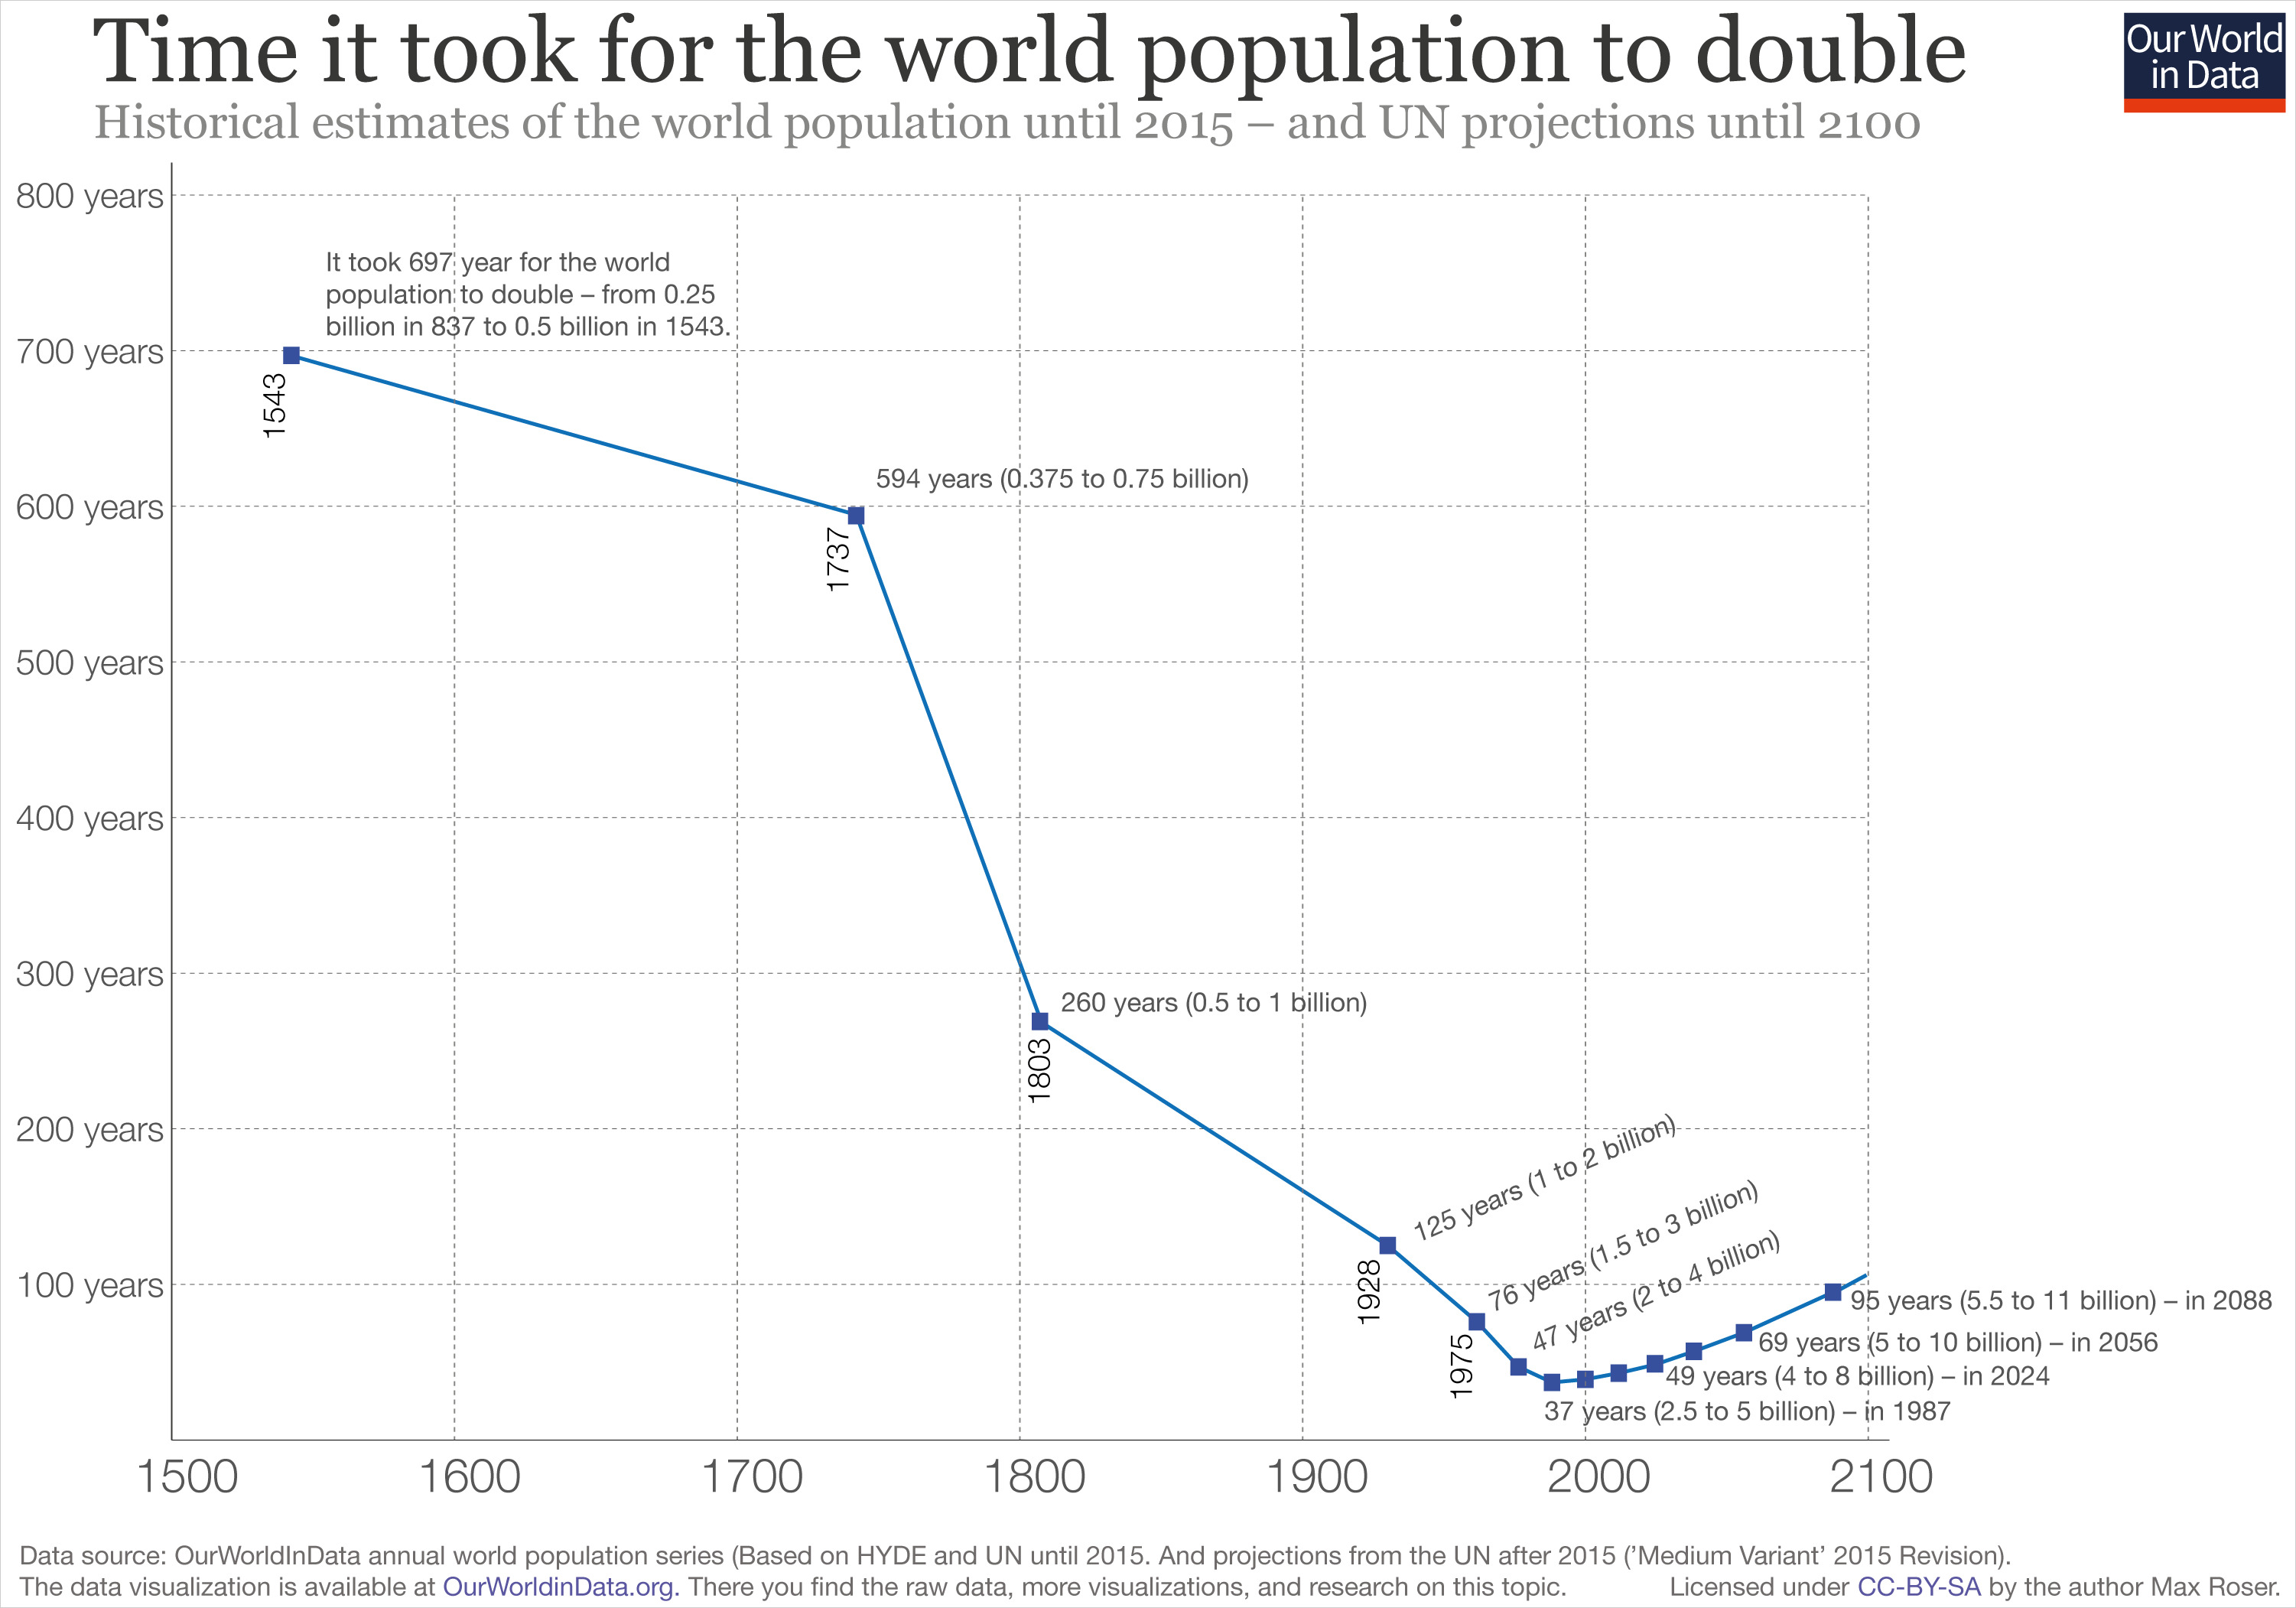 Time it took for the world population to double
Historical estimates of the world population until 2015 – and UN projections until 2100
Our World
in Data
800 years
It took 697 year for the world
population to double – from 0.25
billion in 837 to 0.5 billion in 1543.
700 years
1543
594 years (0.375 to 0.75 billion)
600 years
1737
500 years
400 years
300 years
260 years (0.5 to 1 billion)
1803
200 years
125 years (1 to 2 billion)
1928
76 years (1.5 to 3 billion)
47 years (2 to 4 billion)
100 years
1975
95 years (5.5 to 11 billion) – in 2088
69 years (5 to 10 billion) – in 2056
49 years (4 to 8 billion) – in 2024
37 years (2.5 to 5 billion) – in 1987
1500 1600 1700 1800 1900 2000 2100
Data source: OurWorldInData annual world population series (Based on HYDE and UN until 2015. And projections from the UN after 2015 ('Medium Variant' 2015 Revision).
The data visualization is available at OurWorldinData.org. There you find the raw data, more visualizations, and research on this topic.
Licensed under CC-BY-SA by the author Max Roser.